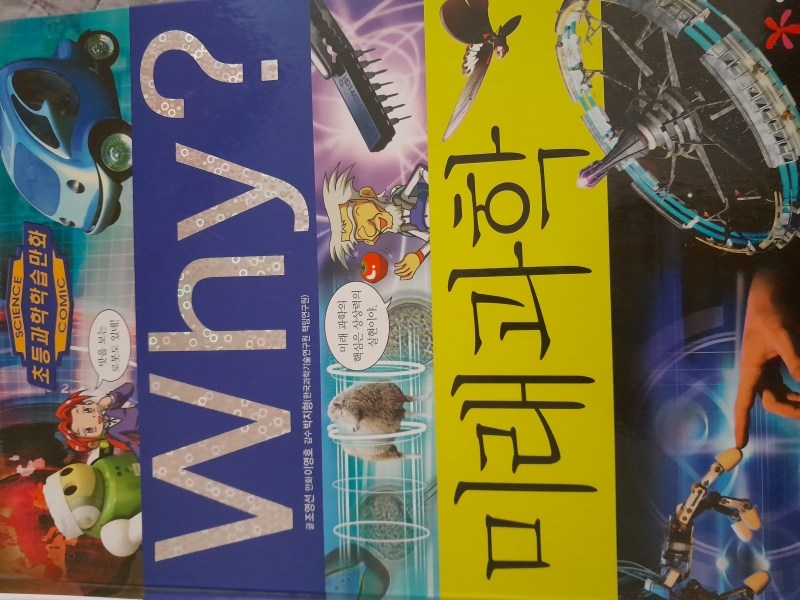 SCIENCE
초등과학학습만화
COMIC
맛을 보는
로봇도 있네!
Why?
글 조영선 만화 이영호 감수 박지형(한국과학기술연구원 책임연구원)
미래 과학의
핵심은 상상력의
실현이야.
미래과학